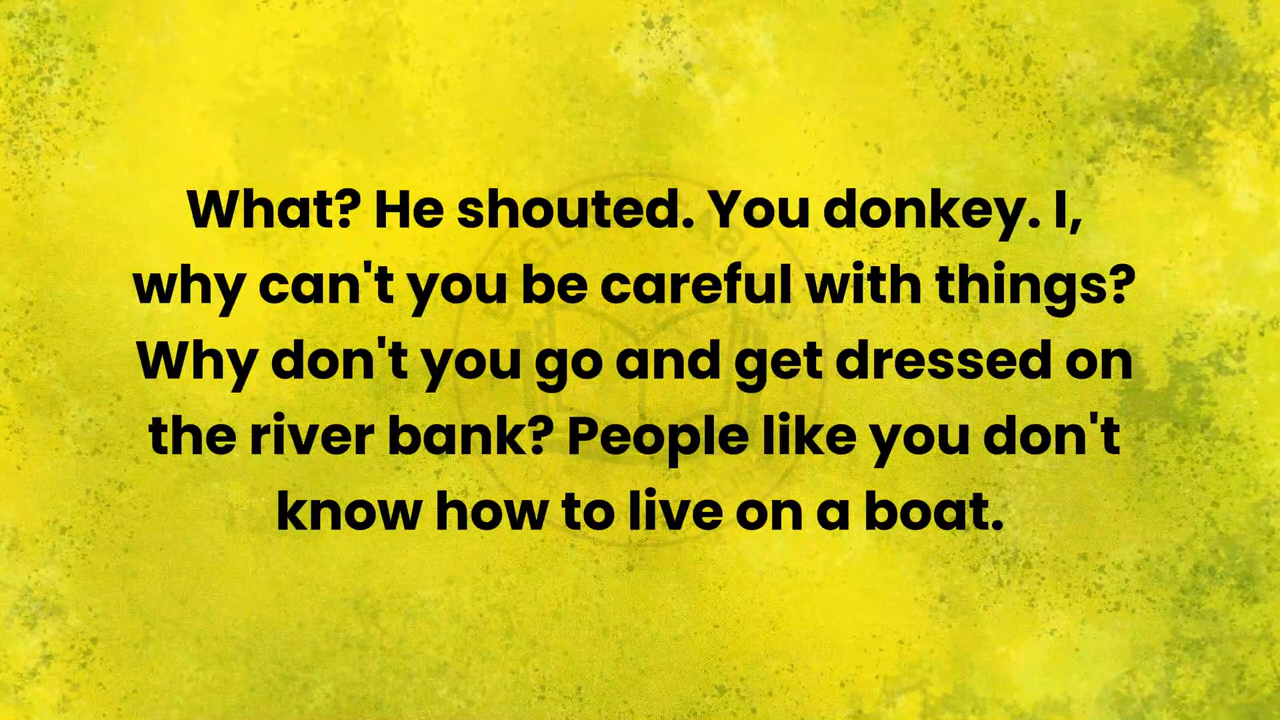 What? He shouted. You donkey. I,
why can't you be careful with things?
Why don't you go and get dressed on
the river bank? People like you don't
know how to live on a boat.